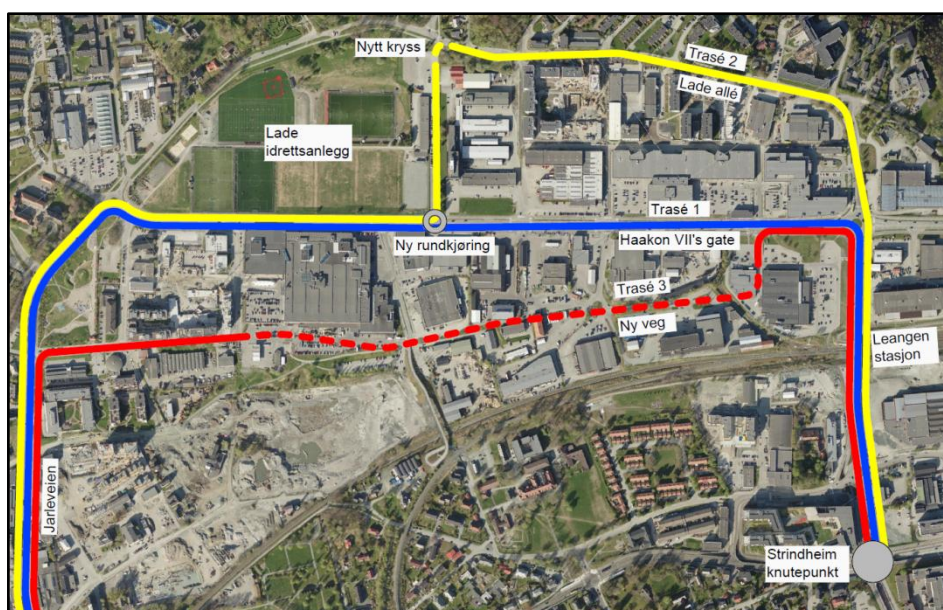 Nytt kryss
Trasé 2
Lade allé
Lade
idrettsanlegg
Trasé 1
Ny rundkjøring
Haakon VII's gate
Trasé 3
Ny veg
Leangen
stasjon
Jarleveien
Strindheim
knutepunkt